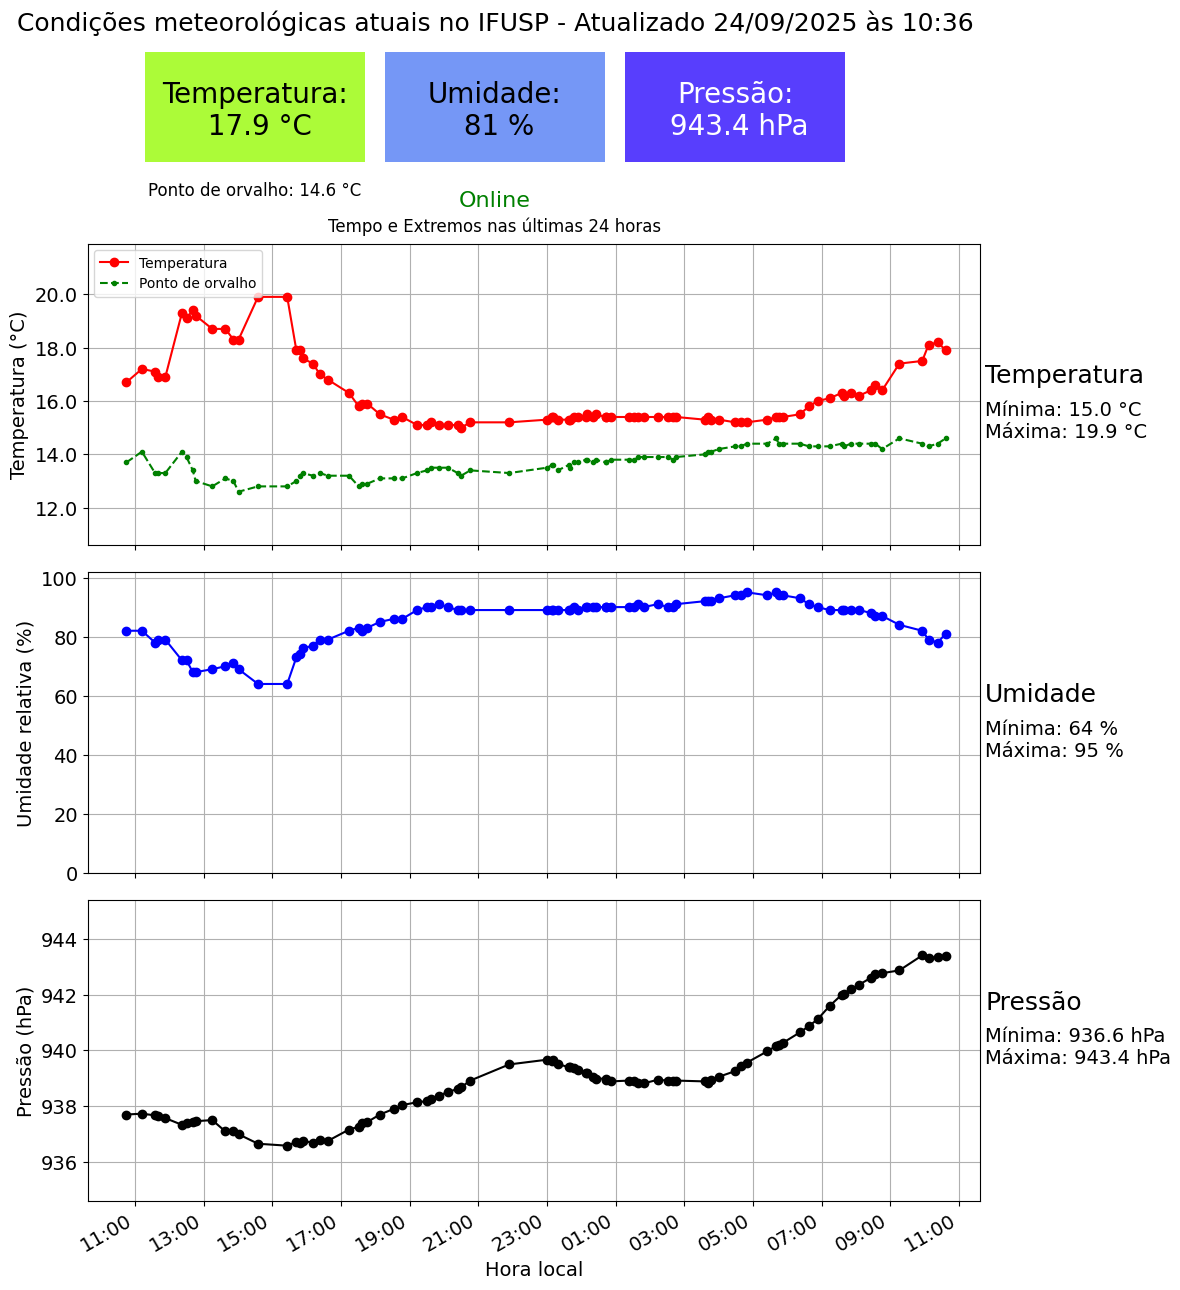 Condições meteorológicas atuais no IFUSP - Atualizado 24/09/2025 às 10:36
Temperatura:
17.9 °C
Umidade:
81 %
Pressão:
943.4 hPa
Ponto de orvalho: 14.6 °C
Online
Tempo e Extremos nas últimas 24 horas
Temperatura
Ponto de orvalho
Temperatura (°C)
20.0
18.0
16.0
14.0
12.0
Temperatura
Mínima: 15.0 °C
Máxima: 19.9 °C
Umidade relativa (%)
100
80
60
40
20
0
Umidade
Mínima: 64 %
Máxima: 95 %
Pressão (hPa)
944
942
940
938
936
Pressão
Mínima: 936.6 hPa
Máxima: 943.4 hPa
11:00
13:00
15:00
17:00
19:00
21:00
23:00
01:00
03:00
05:00
07:00
09:00
11:00
Hora local